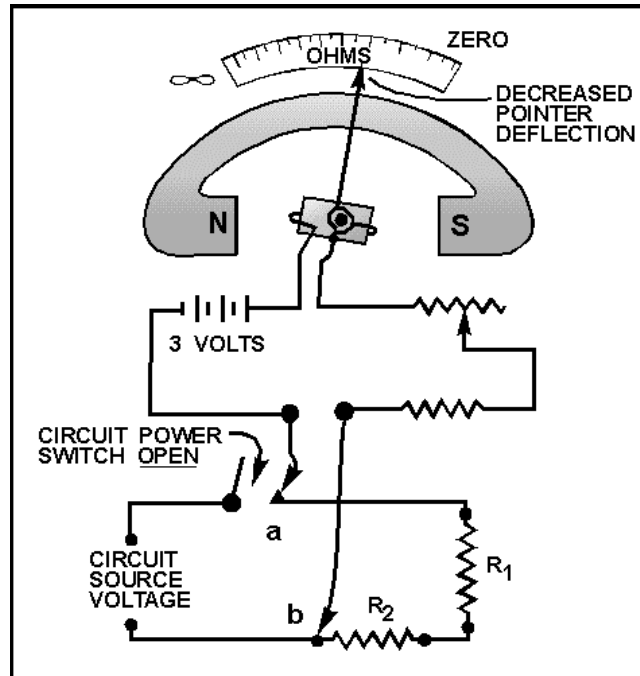 ZERO
OHMS
∞
DECREASED
POINTER
DEFLECTION
N
S
3 VOLTS
CIRCUIT POWER
SWITCH OPEN
a
CIRCUIT
SOURCE
VOLTAGE
R1
b
R2